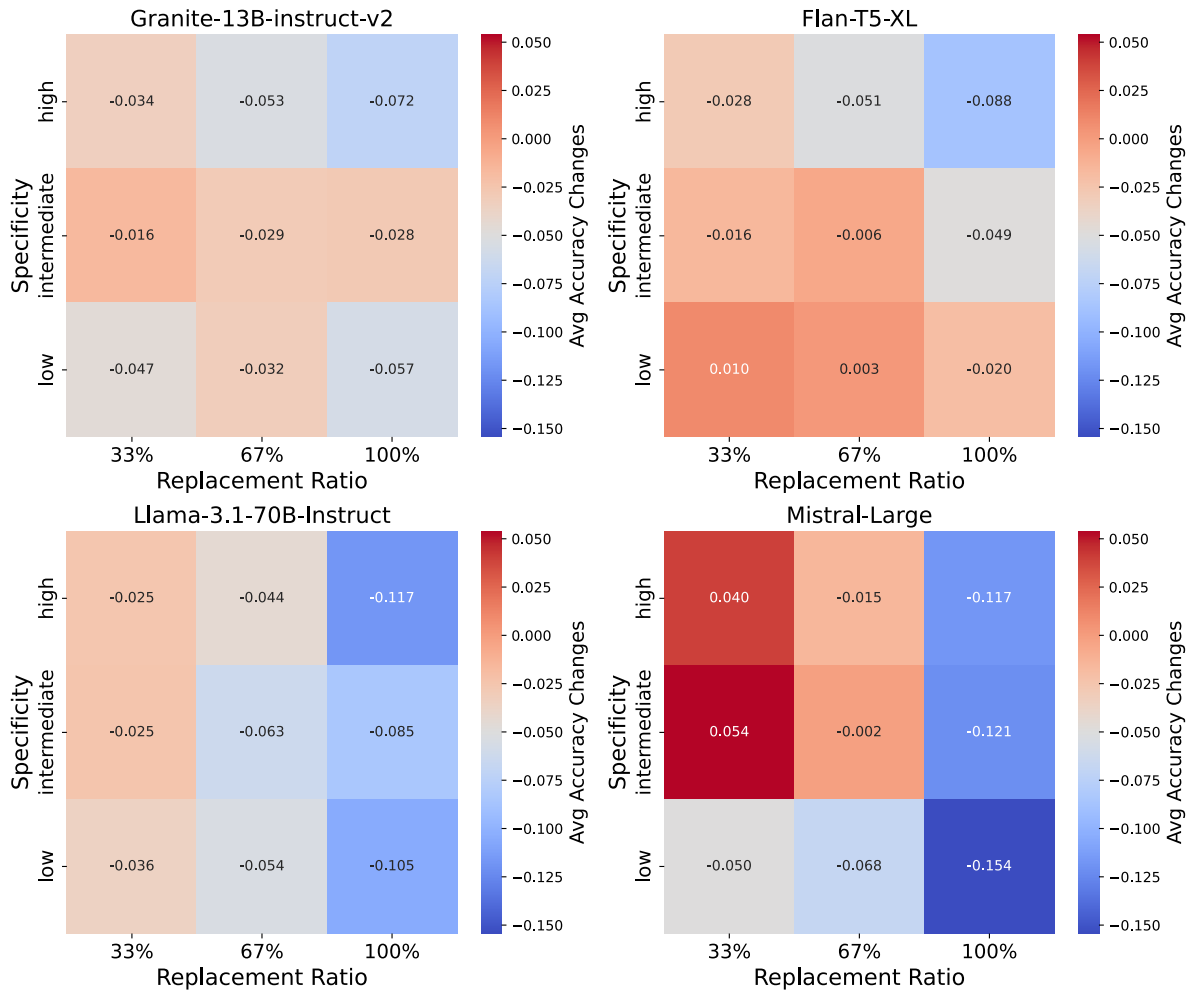 Granite-13B-instruct-v2
high
intermediate
low
Specificity
-0.034 -0.053 -0.072
-0.016 -0.029 -0.028
-0.047 -0.032 -0.057
33% 67% 100%
Replacement Ratio
0.050
0.025
0.000
−0.025
−0.050
−0.075
−0.100
−0.125
−0.150
Avg Accuracy Changes
Flan-T5-XL
high
intermediate
low
Specificity
-0.028 -0.051 -0.088
-0.016 -0.006 -0.049
0.010 0.003 -0.020
33% 67% 100%
Replacement Ratio
0.050
0.025
0.000
−0.025
−0.050
−0.075
−0.100
−0.125
−0.150
Avg Accuracy Changes
Llama-3.1-70B-Instruct
high
intermediate
low
Specificity
-0.025 -0.044 -0.117
-0.025 -0.063 -0.085
-0.036 -0.054 -0.105
33% 67% 100%
Replacement Ratio
0.050
0.025
0.000
−0.025
−0.050
−0.075
−0.100
−0.125
−0.150
Avg Accuracy Changes
Mistral-Large
high
intermediate
low
Specificity
0.040 -0.015 -0.117
0.054 -0.002 -0.121
-0.050 -0.068 -0.154
33% 67% 100%
Replacement Ratio
0.050
0.025
0.000
−0.025
−0.050
−0.075
−0.100
−0.125
−0.150
Avg Accuracy Changes